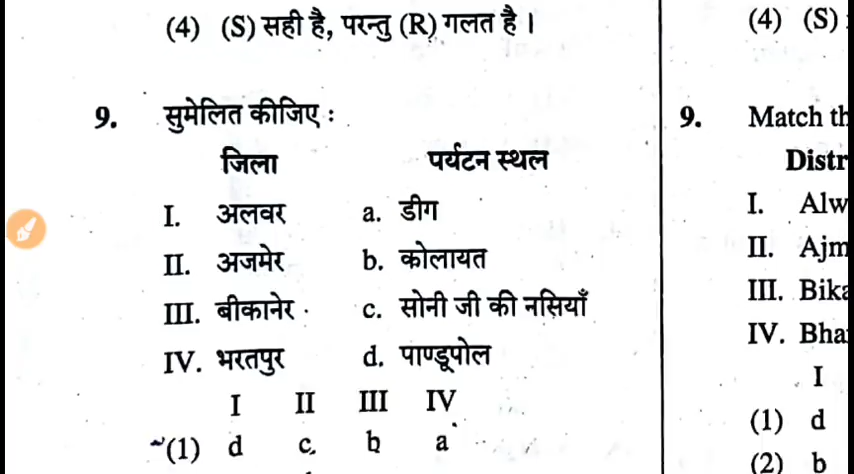 (4) (S) सही है, परन्तु (R) गलत है।
9. सुमेलित कीजिए :
जिला पर्यटन स्थल
I. अलवर a. डीग
II. अजमेर b. कोलायत
III. बीकानेर c. सोनी जी की नसियाँ
IV. भरतपुर d. पाण्डूपोल
I II III IV
(1) d c b a
(4) (S)
9. Match th
Distr
I. Alw
II. Ajm
III. Bika
IV. Bha
I
(1) d
(2) b